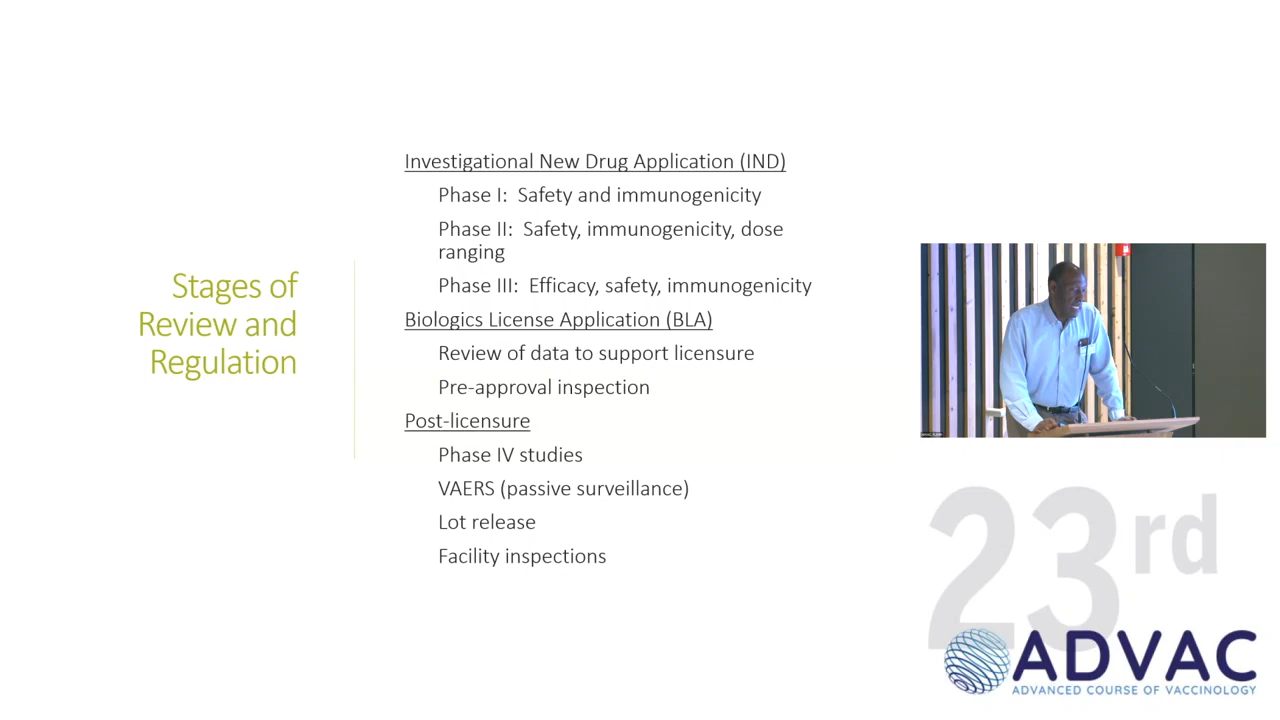 Stages of
Review and
Regulation
Investigational New Drug Application (IND)
Phase I: Safety and immunogenicity
Phase II: Safety, immunogenicity, dose
ranging
Phase III: Efficacy, safety, immunogenicity
Biologics License Application (BLA)
Review of data to support licensure
Pre-approval inspection
Post-licensure
Phase IV studies
VAERS (passive surveillance)
Lot release
Facility inspections
23rd
ADVAC
ADVANCED COURSE OF VACCINOLOGY